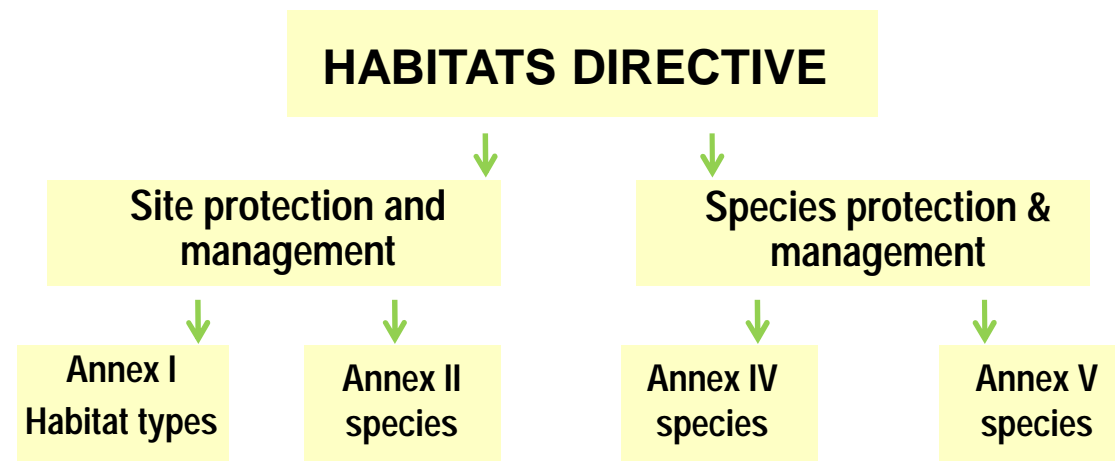 HABITATS DIRECTIVE
Site protection and
management
Species protection &
management
Annex I
Habitat types
Annex II
species
Annex IV
species
Annex V
species